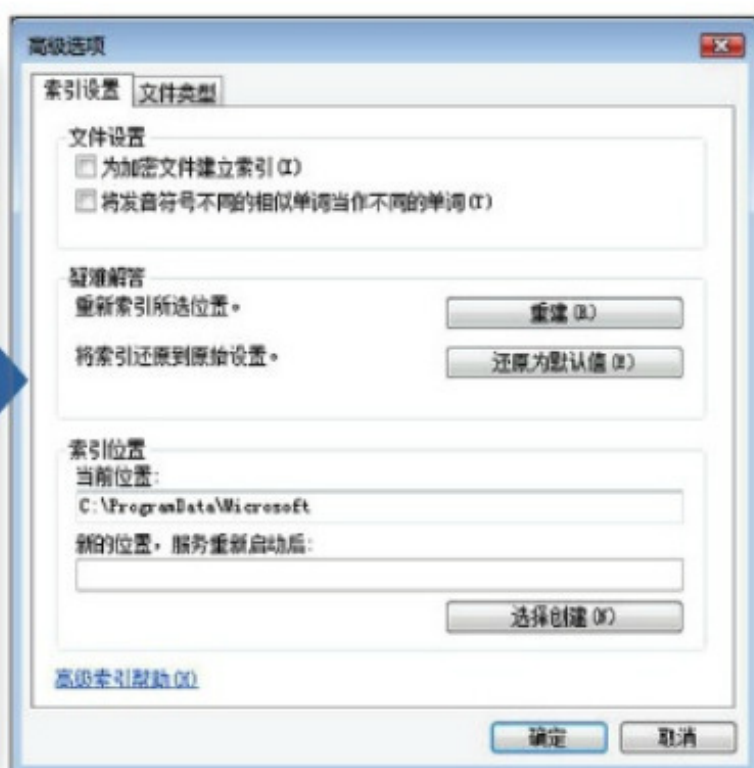 高级选项
索引设置 文件类型
文件设置
为加密文件建立索引(I)
将发音符号不同的相似单词当作不同的单词(T)
疑难解答
重新索引所选位置。
重建(R)
将索引还原到原始设置。
还原为默认值(E)
索引位置
当前位置:
C:\ProgramData\Microsoft
新的位置,服务重新启动后:
选择创建(W)
高级索引帮助(X)
确定 取消